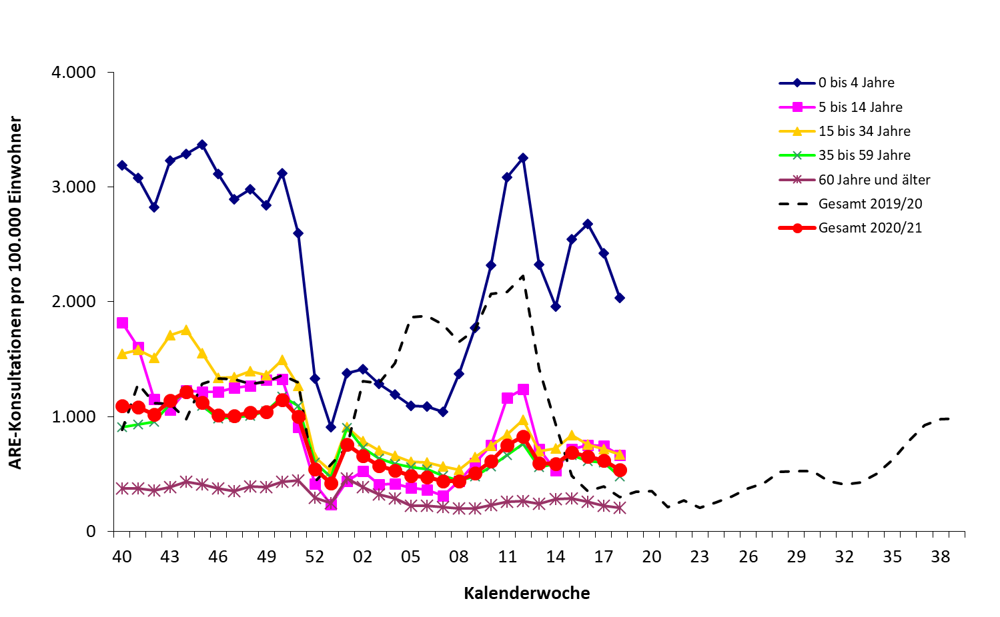 4.000
3.000
2.000
1.000
0
ARE-Konsultationen pro 100.000 Einwohner
0 bis 4 Jahre
5 bis 14 Jahre
15 bis 34 Jahre
35 bis 59 Jahre
60 Jahre und älter
Gesamt 2019/20
Gesamt 2020/21
40 43 46 49 52 02 05 08 11 14 17 20 23 26 29 32 35 38
Kalenderwoche